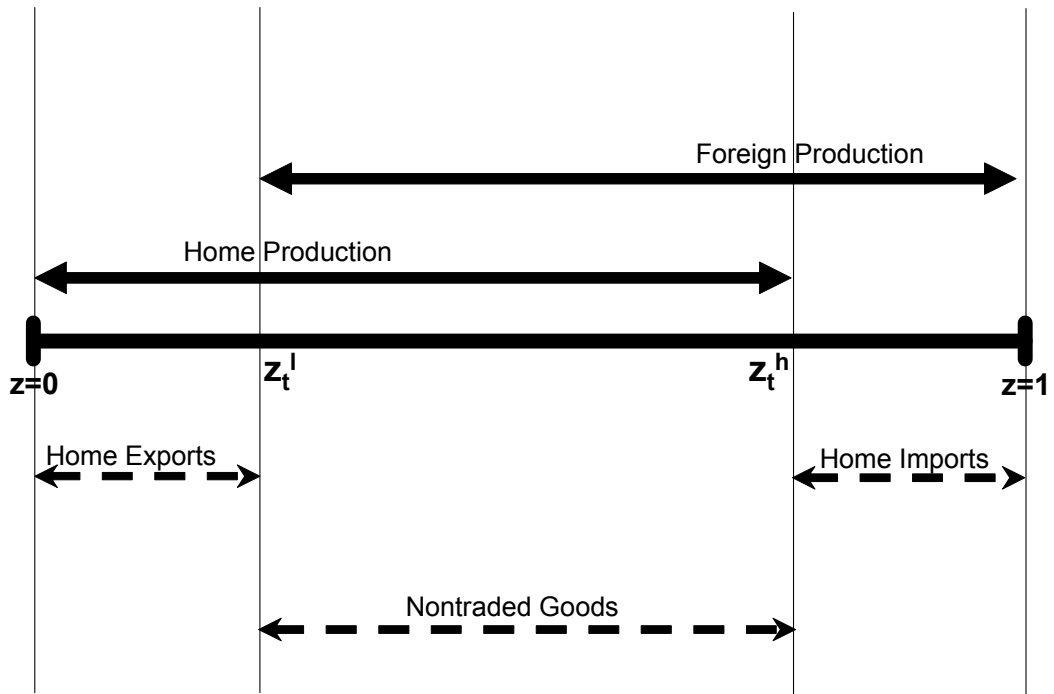 Foreign Production
Home Production
z=0
z_t^l
z_t^h
z=1
Home Exports
Home Imports
Nontraded Goods